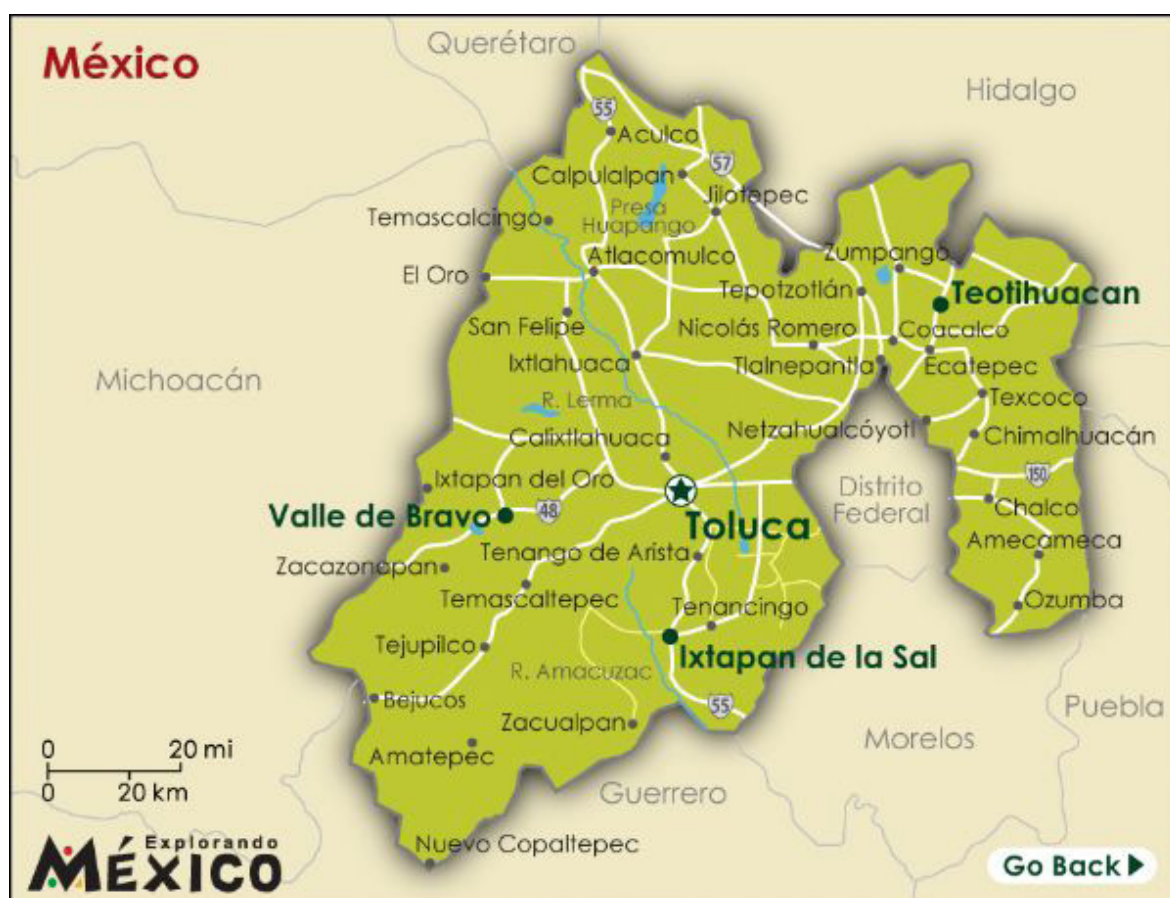 México
Querétaro
Hidalgo
55
Aculco
57
Calpulalpan
Jilotepec
Presa
Huapango
Temascalcingo
Zumpango
Atlacomulco
El Oro
Tepotzotlán
Teotihuacan
San Felipe
Nicolás Romero
Coacalco
Ixtlahuaca
Tlalnepantla
Ecatepec
Michoacán
R. Lerma
Texcoco
Netzahualcóyotl
Calixtlahuaca
Chimalhuacán
Ixtapan del Oro
150
Distrito
Federal
Valle de Bravo
48
Toluca
Chalco
Tenango de Arista
Amecameca
Zacazonapan
Temascaltepec
Tenancingo
Ozumba
Tejupilco
Ixtapan de la Sal
R. Amacuzac
Bejucos
55
Puebla
Zacualpan
Morelos
Amatepec
0 20 mi
0 20 km
Guerrero
Nuevo Copaltepec
Explorando
MÉXICO
Go Back